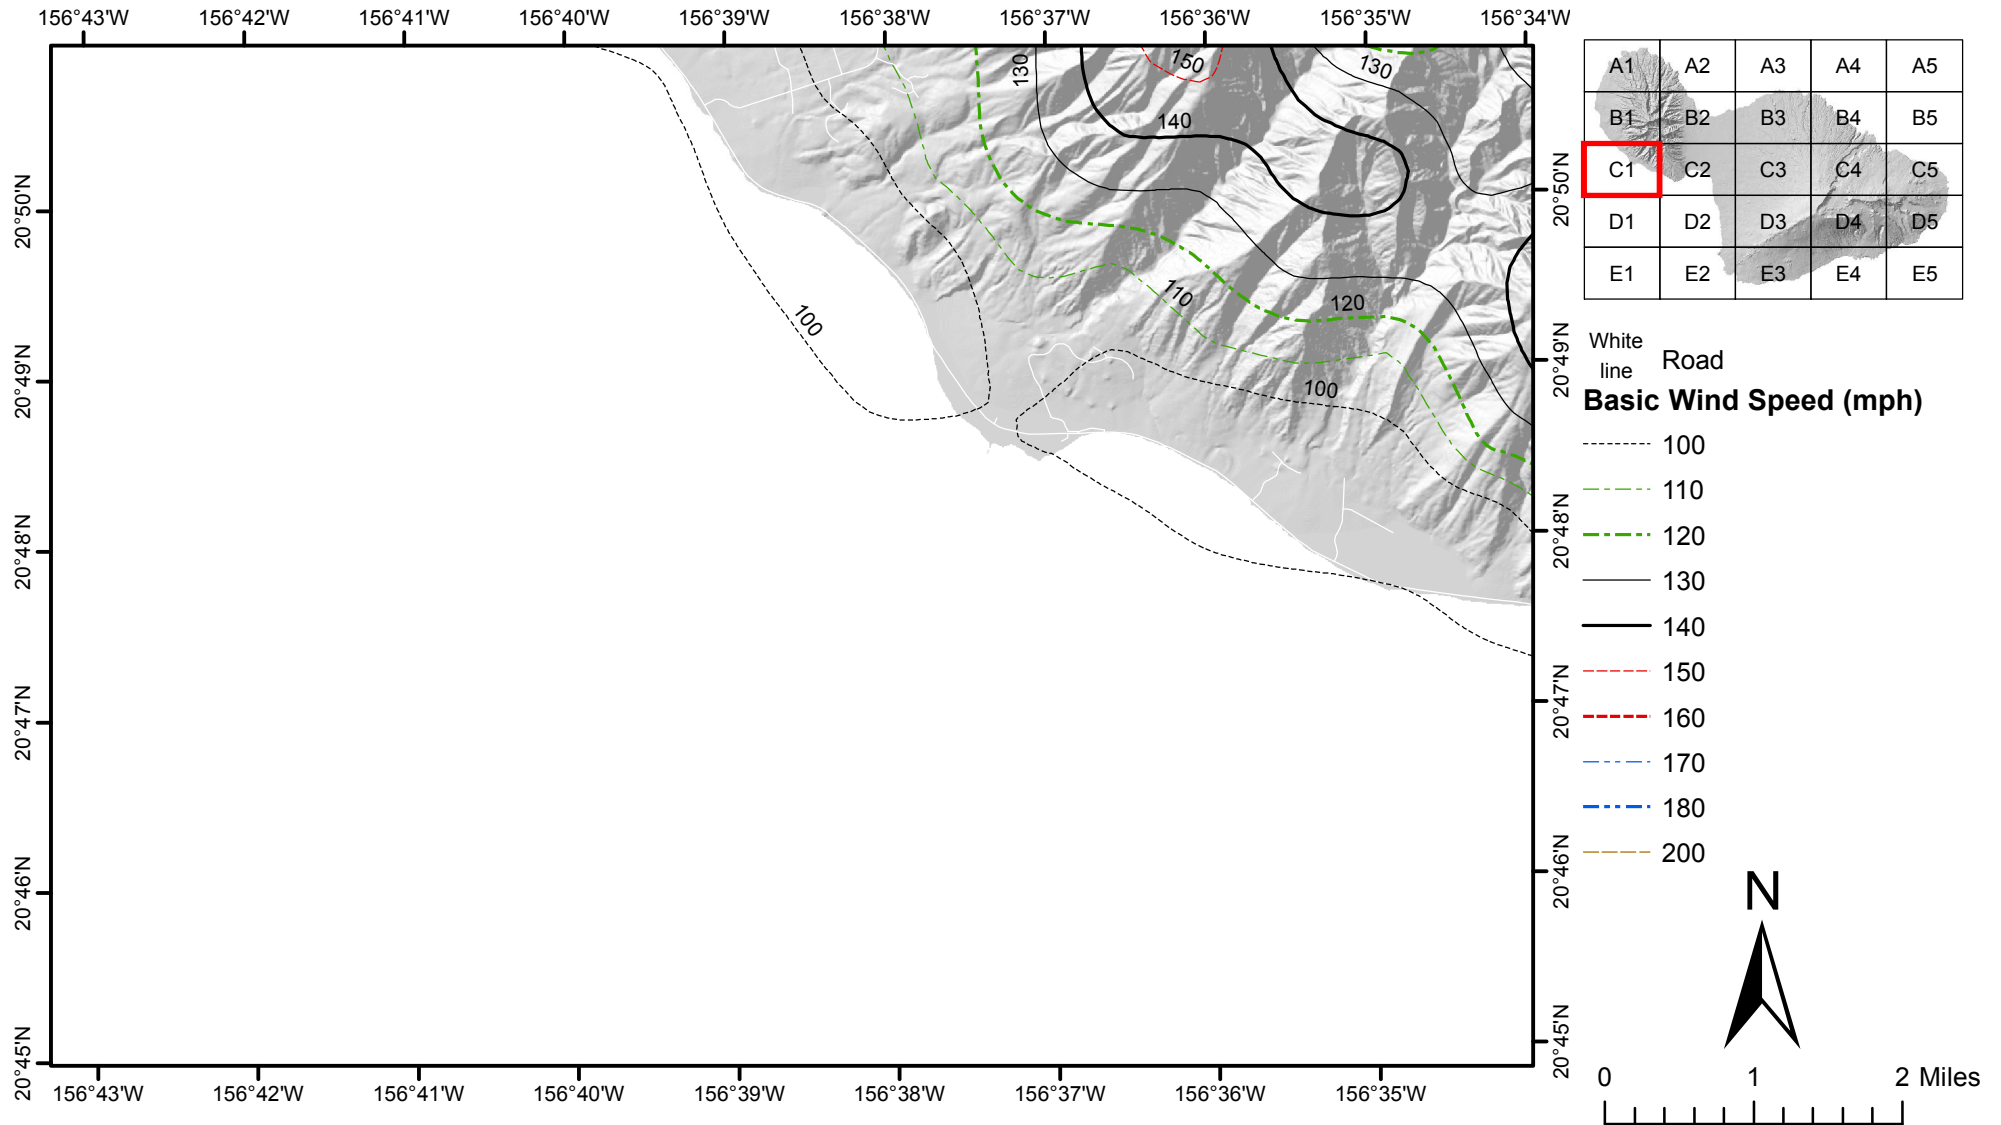 156°43'W 156°42'W 156°41'W 156°40'W 156°39'W 156°38'W 156°37'W 156°36'W 156°35'W 156°34'W
20°50'N
20°49'N
20°48'N
20°47'N
20°46'N
20°45'N
130
150
130
140
110
120
100
100
20°50'N
20°49'N
20°48'N
20°47'N
20°46'N
20°45'N
156°43'W 156°42'W 156°41'W 156°40'W 156°39'W 156°38'W 156°37'W 156°36'W 156°35'W
A1 A2 A3 A4 A5
B1 B2 B3 B4 B5
C1 C2 C3 C4 C5
D1 D2 D3 D4 D5
E1 E2 E3 E4 E5
White
line Road
Basic Wind Speed (mph)
100
110
120
130
140
150
160
170
180
200
N
0 1 2 Miles